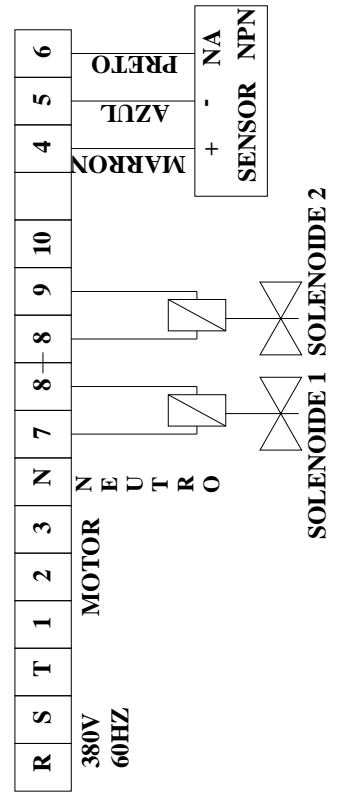 R S T 1 2 3 N 7 8 8 9 10 4 5 6
380V
60HZ
MOTOR
NEUTRO
MARRON
AZUL
PRETO
+ - NA
SENSOR NPN
SOLENOIDE 1
SOLENOIDE 2